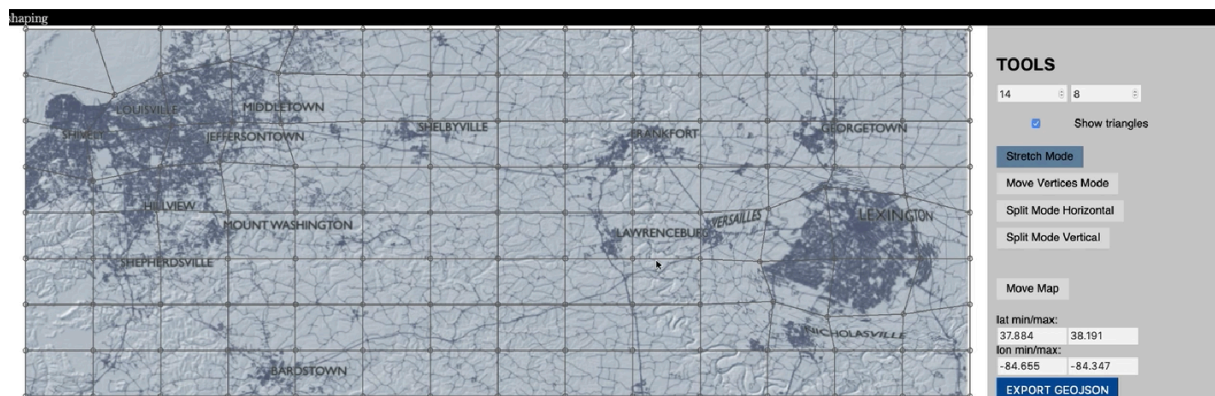 shaping
LOUISVILLE
MIDDLETOWN
SHIVELY
JEFFERSONTOWN
SHELBYVILLE
FRANKFORT
GEORGETOWN
HILLVIEW
MOUNT WASHINGTON
LAWRENCEBURG
VERSAILLES
LEXINGTON
SHEPHERDSVILLE
NICHOLASVILLE
BARDSTOWN
TOOLS
14 8
Show triangles
Stretch Mode
Move Vertices Mode
Split Mode Horizontal
Split Mode Vertical
Move Map
lat min/max:
37.884 38.191
lon min/max:
-84.655 -84.347
EXPORT GEOJSON